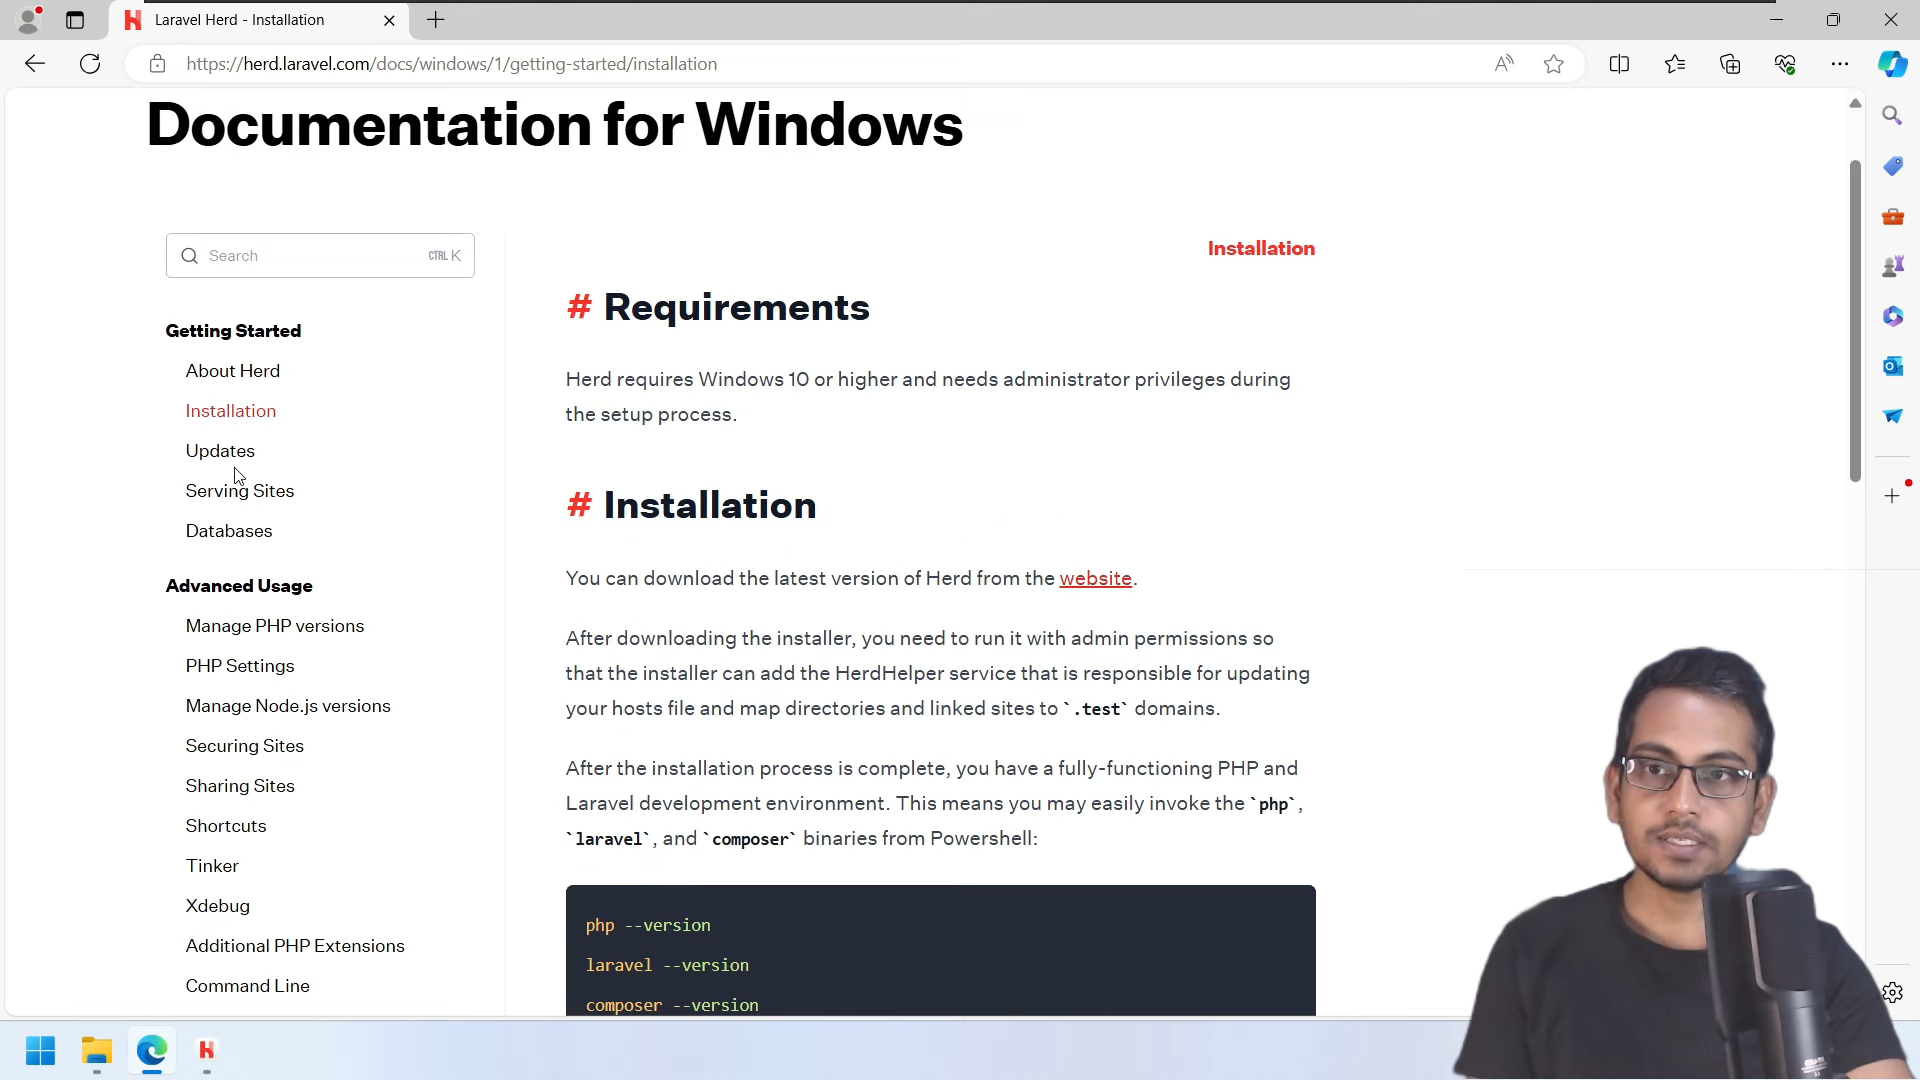 Laravel Herd - Installation
https://herd.laravel.com/docs/windows/1/getting-started/installation
Documentation for Windows
Search
CTRL K
Getting Started
About Herd
Installation
Updates
Serving Sites
Databases
Advanced Usage
Manage PHP versions
PHP Settings
Manage Node.js versions
Securing Sites
Sharing Sites
Shortcuts
Tinker
Xdebug
Additional PHP Extensions
Command Line
Installation
# Requirements
Herd requires Windows 10 or higher and needs administrator privileges during
the setup process.
# Installation
You can download the latest version of Herd from the website.
After downloading the installer, you need to run it with admin permissions so
that the installer can add the HerdHelper service that is responsible for updating
your hosts file and map directories and linked sites to `.test` domains.
After the installation process is complete, you have a fully-functioning PHP and
Laravel development environment. This means you may easily invoke the `php`,
`laravel`, and `composer` binaries from Powershell:
php --version
laravel --version
composer --version